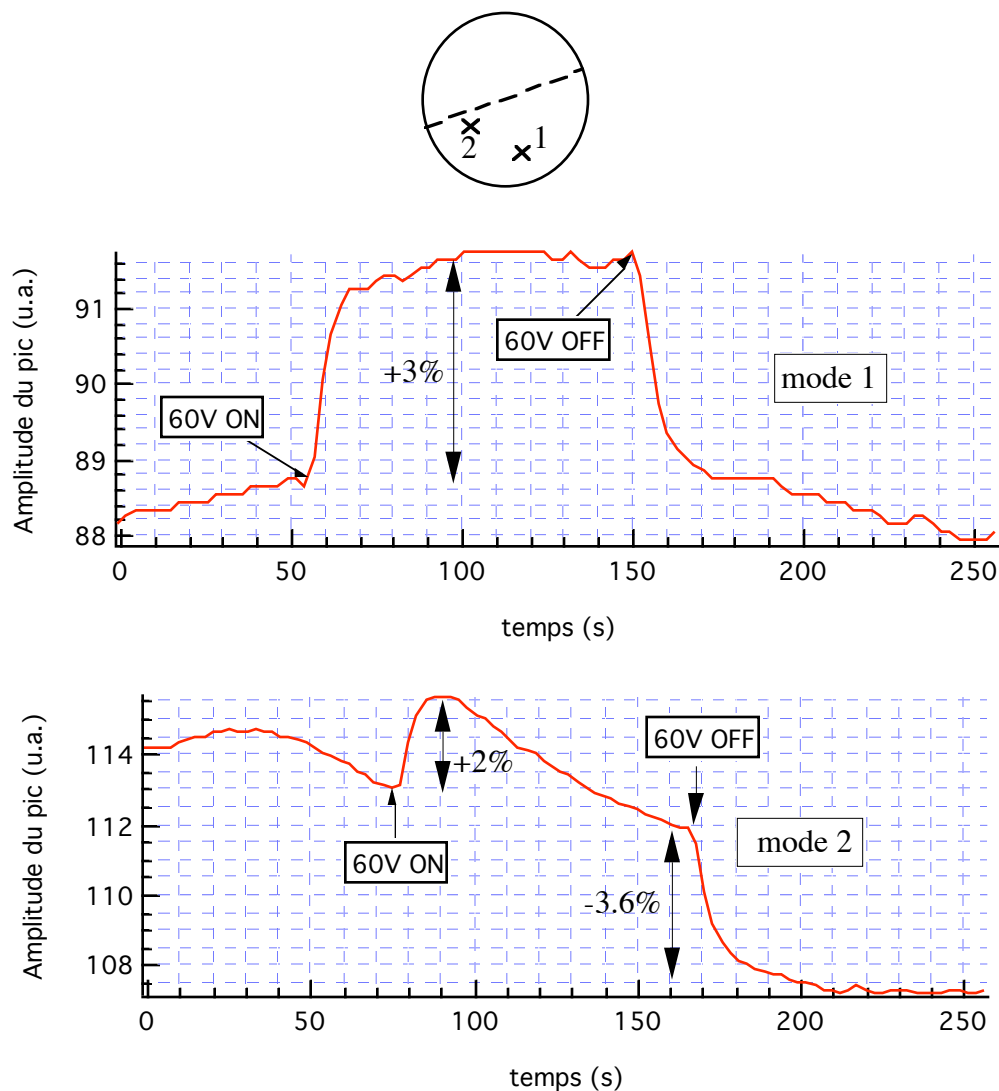 2
1
Amplitude du pic (u.a.)
91
90
89
88
60V ON
+3%
60V OFF
mode 1
0
50
100
150
200
250
temps (s)
Amplitude du pic (u.a.)
114
112
110
108
60V ON
+2%
60V OFF
-3.6%
mode 2
0
50
100
150
200
250
temps (s)